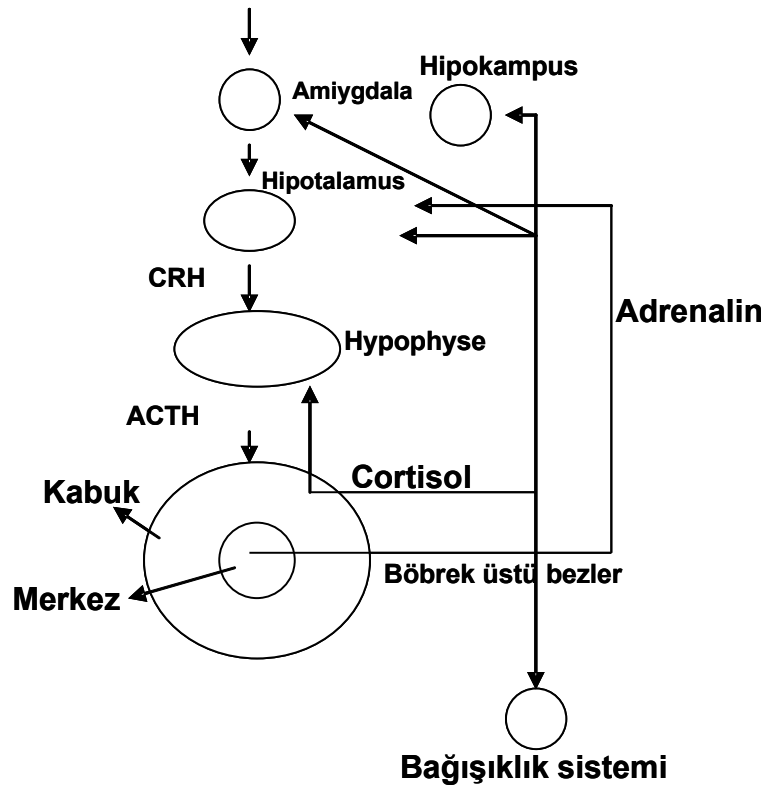 Hipokampus
Amiygdala
Hipotalamus
CRH
Adrenalin
Hypophyse
ACTH
Cortisol
Kabuk
Böbrek üstü bezler
Merkez
Bağışıklık sistemi